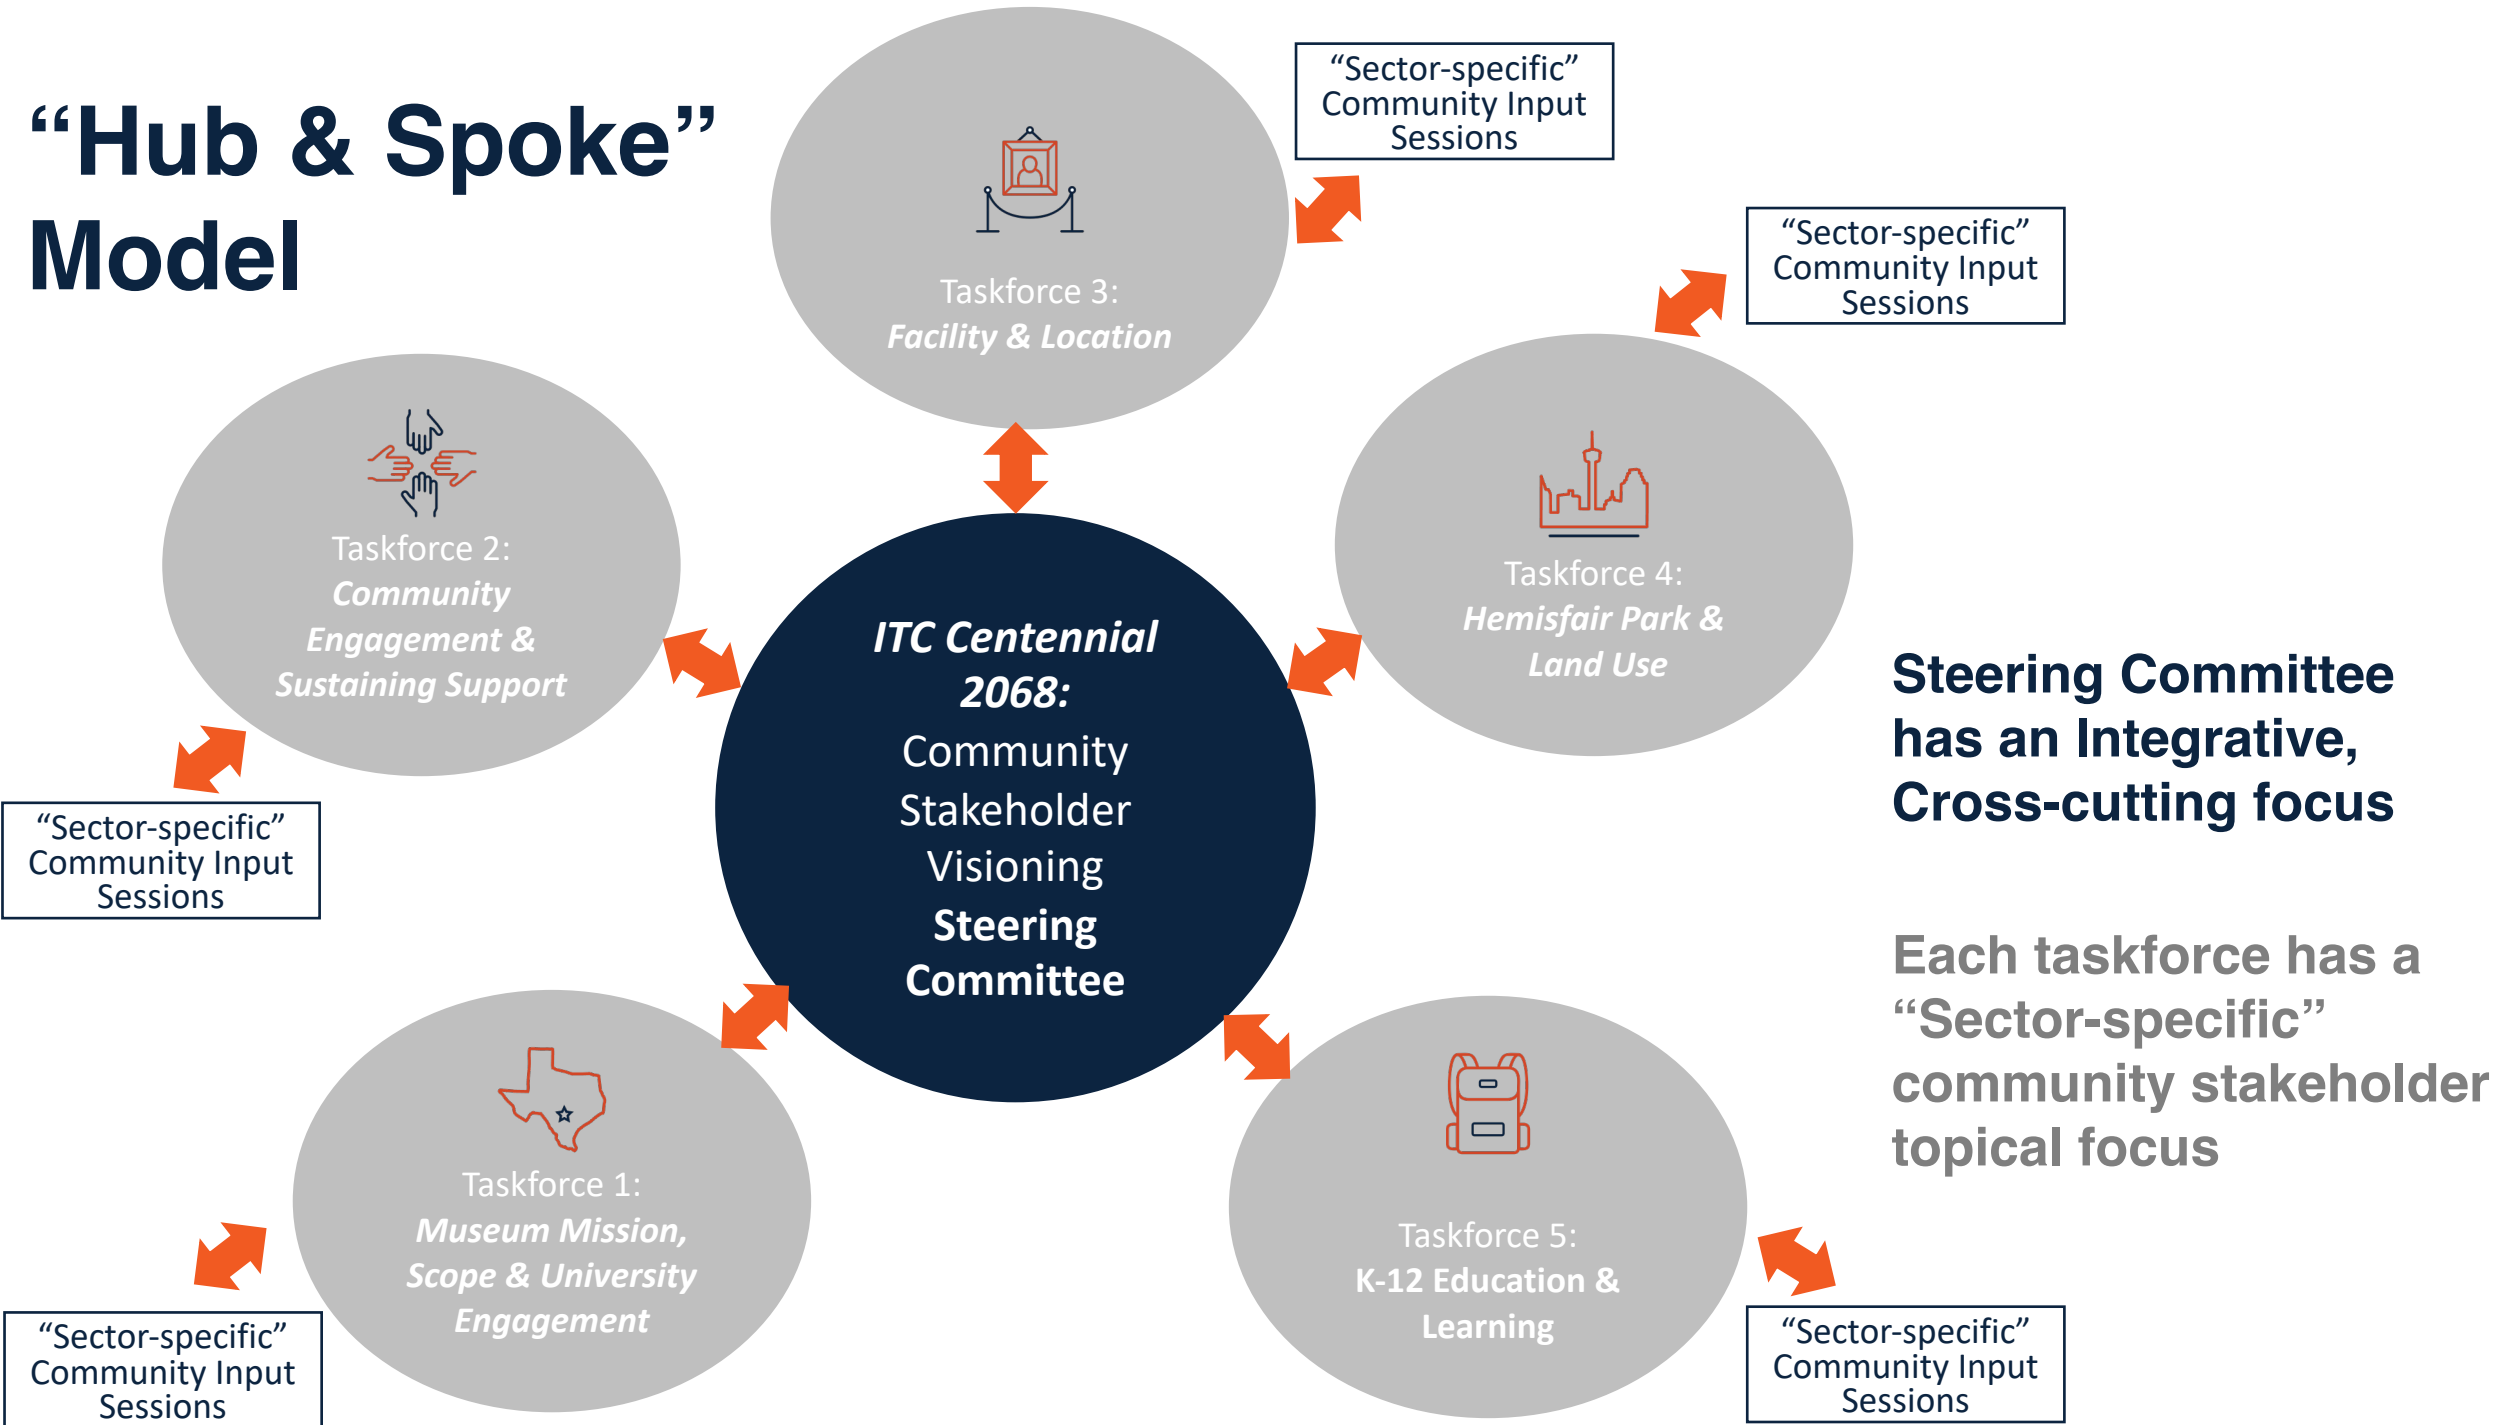 “Hub & Spoke”
Model
“Sector-specific”
Community Input
Sessions
“Sector-specific”
Community Input
Sessions
Taskforce 3:
Facility & Location
Taskforce 2:
Community
Engagement &
Sustaining Support
Taskforce 4:
Hemisfair Park &
Land Use
ITC Centennial
2068:
Community
Stakeholder
Visioning
Steering
Committee
Steering Committee
has an Integrative,
Cross-cutting focus
“Sector-specific”
Community Input
Sessions
Each taskforce has a
“Sector-specific”
community stakeholder
topical focus
Taskforce 1:
Museum Mission,
Scope & University
Engagement
Taskforce 5:
K-12 Education &
Learning
“Sector-specific”
Community Input
Sessions
“Sector-specific”
Community Input
Sessions